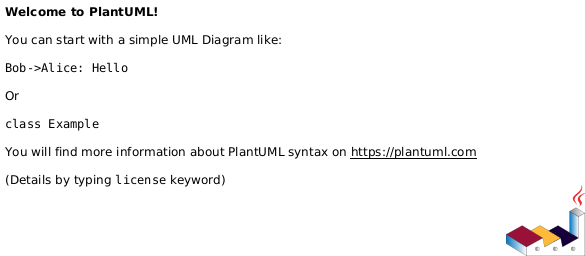 Welcome to PlantUML!
You can start with a simple UML Diagram like:
Bob->Alice: Hello
Or
class Example
You will find more information about PlantUML syntax on https://plantuml.com
(Details by typing license keyword)